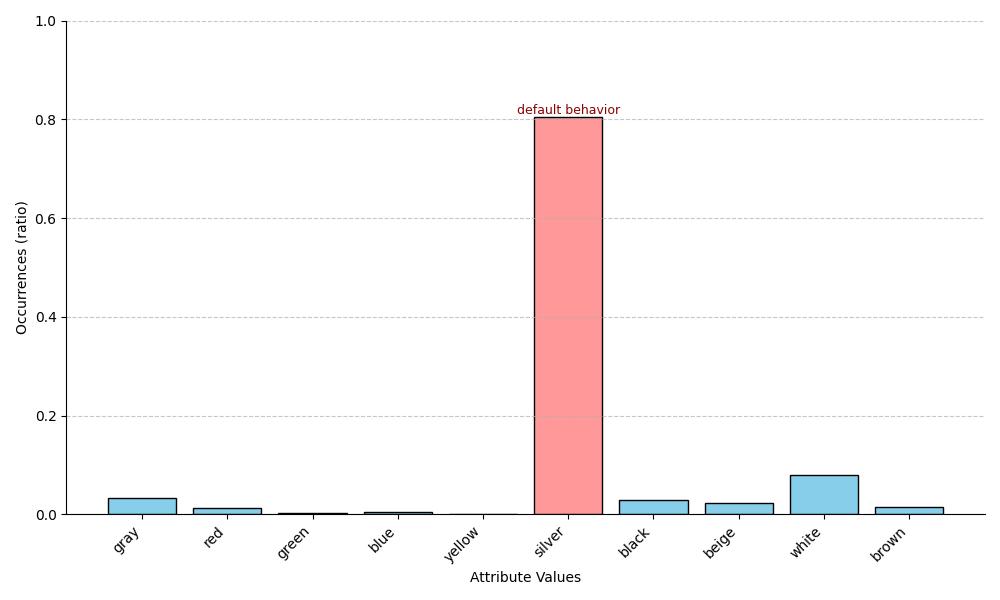 1.0
default behavior
0.8
0.6
0.4
0.2
0.0
Occurrences (ratio)
gray
red
green
blue
yellow
silver
black
beige
white
brown
Attribute Values